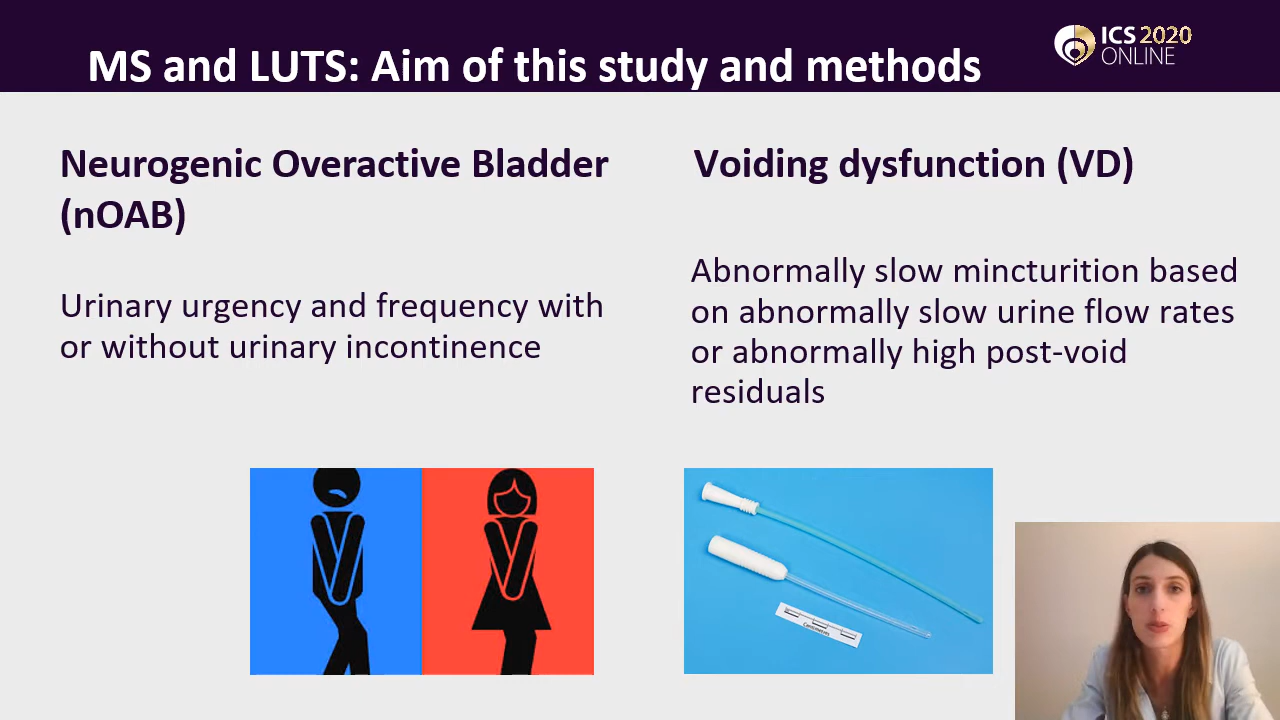 MS and LUTS: Aim of this study and methods
ICS 2020
ONLINE
Neurogenic Overactive Bladder
(nOAB)
Urinary urgency and frequency with
or without urinary incontinence
Voiding dysfunction (VD)
Abnormally slow mincturition based
on abnormally slow urine flow rates
or abnormally high post-void
residuals
Centimetres